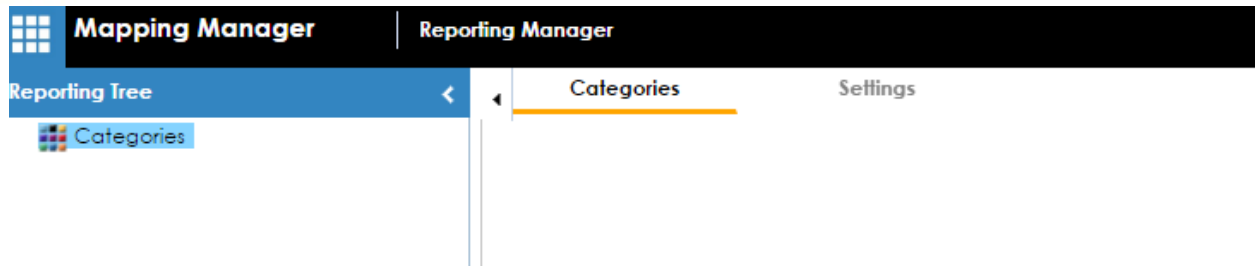 Mapping Manager
Reporting Manager
Reporting Tree
Categories
Settings
Categories